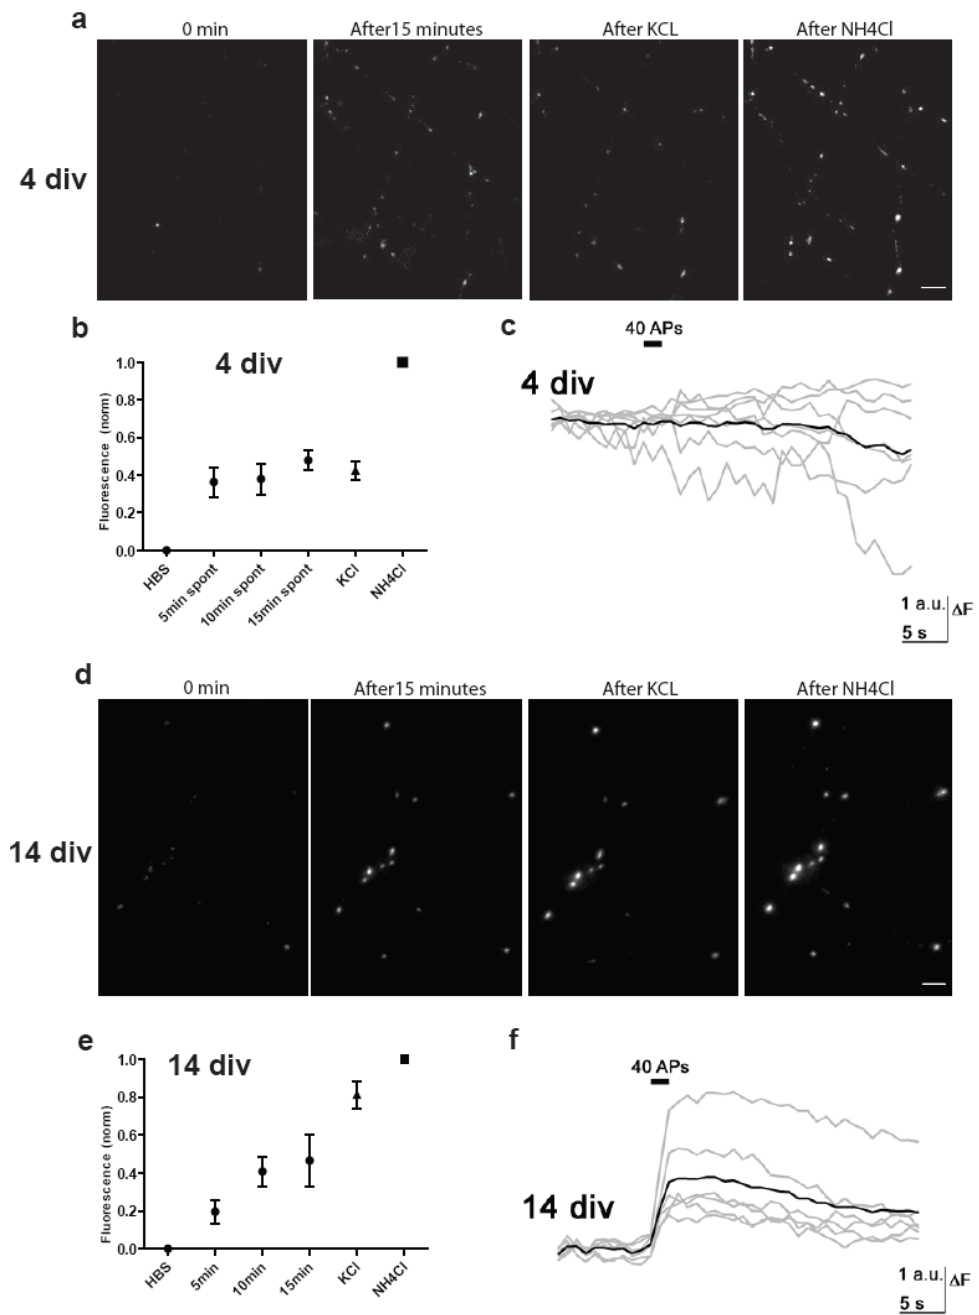 a
0 min
After15 minutes
After KCL
After NH4Cl
4 div
b
4 div
Fluorescence (norm)
1.0
0.8
0.6
0.4
0.2
0.0
HBS
5min spont
10min spont
15min spont
KCl
NH4Cl
c
40 APs
4 div
1 a.u.
ΔF
5 s
d
0 min
After15 minutes
After KCL
After NH4Cl
14 div
e
14 div
Fluorescence (norm)
1.0
0.8
0.6
0.4
0.2
0.0
HBS
5min
10min
15min
KCl
NH4Cl
f
40 APs
14 div
1 a.u.
ΔF
5 s